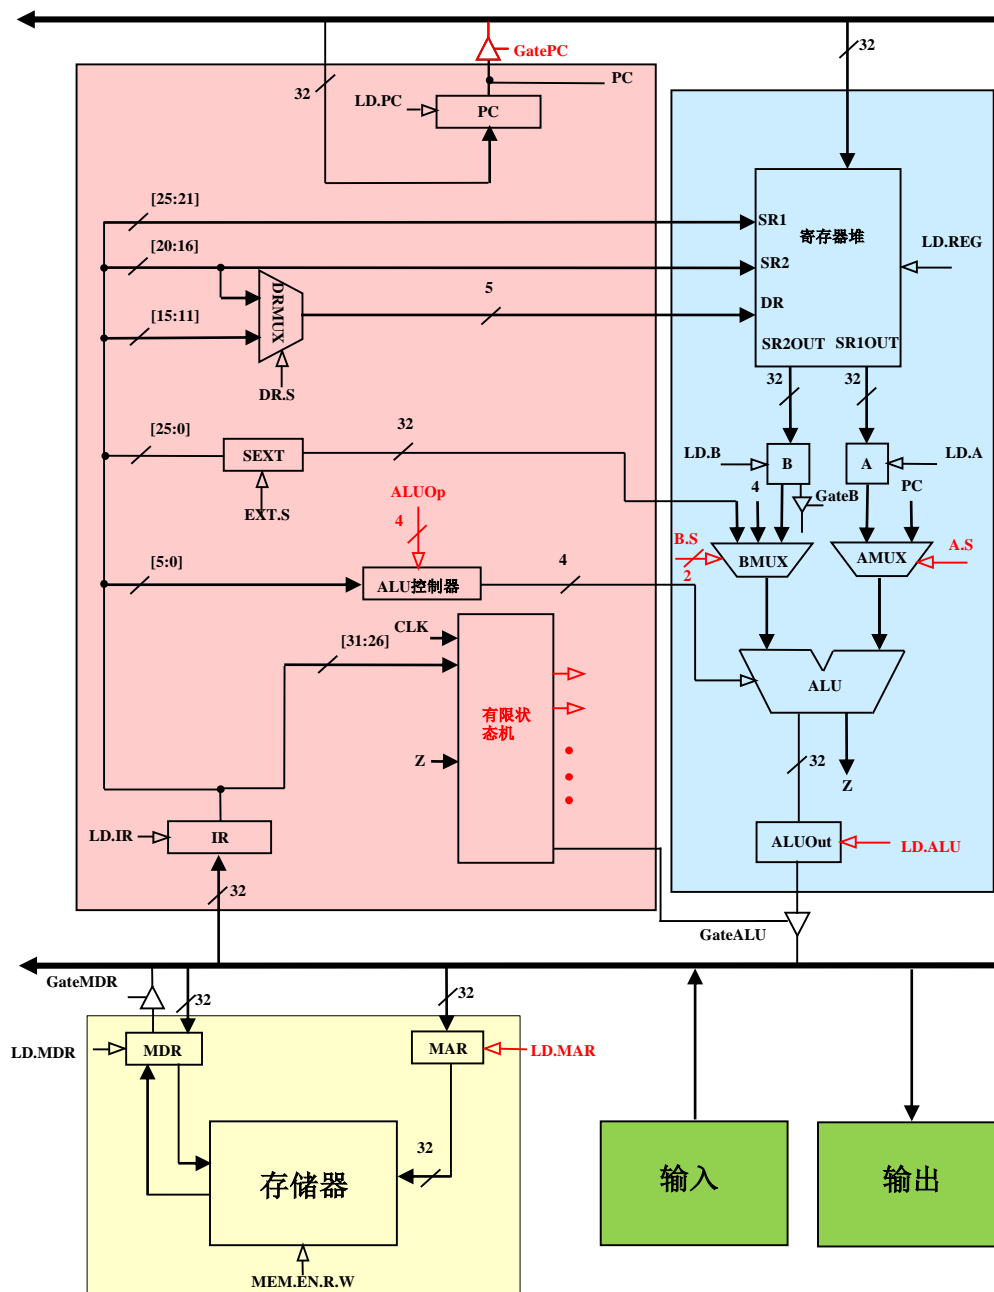 GatePC
32
32
PC
LD.PC
PC
[25:21]
SR1
寄存器堆
LD.REG
[20:16]
SR2
DRMUX
5
DR
[15:11]
SR2OUT SR1OUT
DR.S
32
32
[25:0]
32
SEXT
LD.B
B
A
LD.A
EXT.S
ALUOp
4
GateB
PC
4
B.S
2
BMUX
AMUX
A.S
[5:0]
ALU控制器
4
CLK
[31:26]
ALU
有限状
态机
Z
32
Z
LD.IR
IR
ALUOut
LD.ALU
32
GateALU
GateMDR
32
32
LD.MDR
MDR
MAR
LD.MAR
32
存储器
输入
输出
MEM.EN.R.W